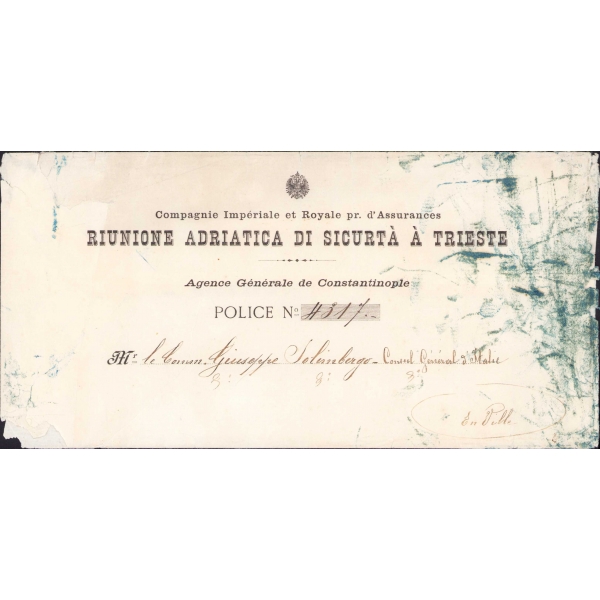 Compagnie Impériale et Royale pr. d'Assurances
RIUNIONE ADRIATICA DI SICURTÀ À TRIESTE
Agence Générale de Constantinople
POLICE Nº 4317.-
Mr le Comm. Giuseppe Solimbergo - Consul Général d'Italie
En Ville